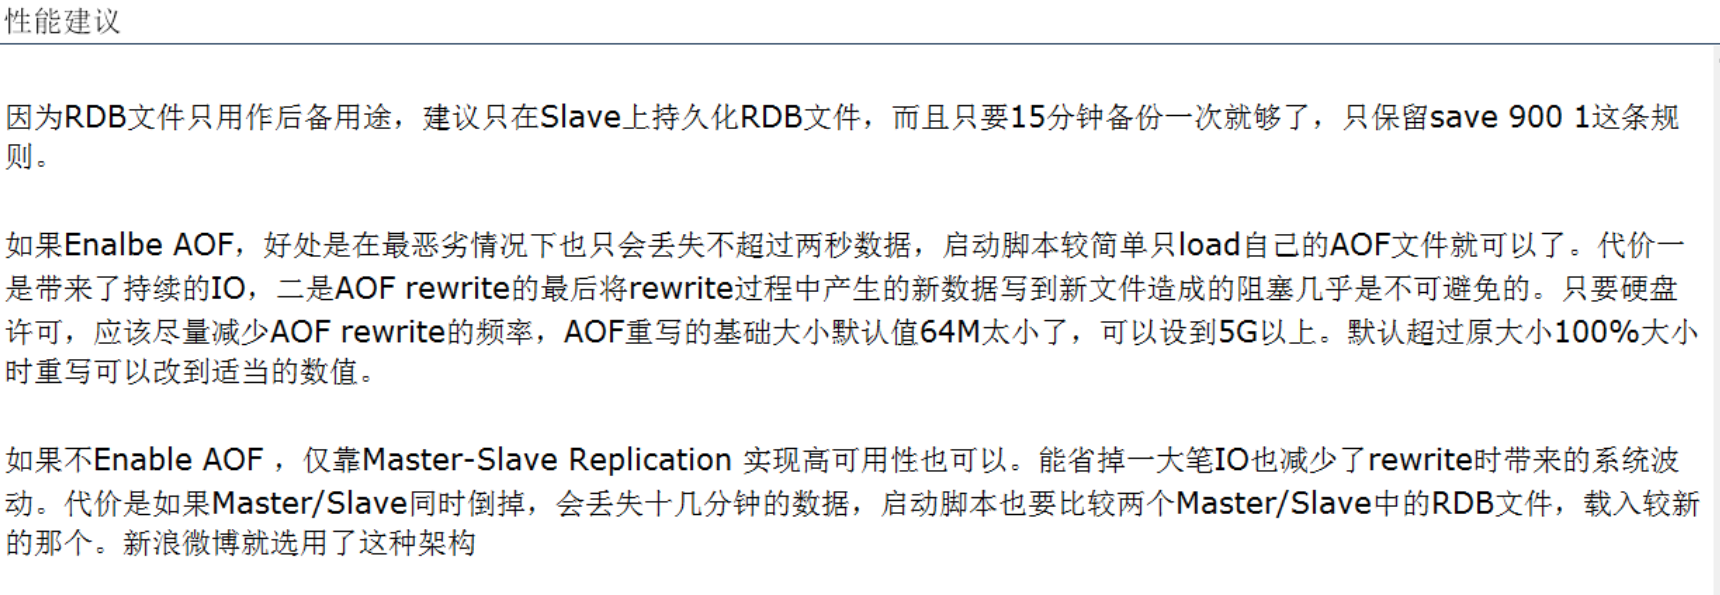 性能建议
因为RDB文件只用作后备用途，建议只在Slave上持久化RDB文件，而且只要15分钟备份一次就够了，只保留save 900 1这条规
则。
如果Enalbe AOF，好处是在最恶劣情况下也只会丢失不超过两秒数据，启动脚本较简单只load自己的AOF文件就可以了。代价一
是带来了持续的IO，二是AOF rewrite的最后将rewrite过程中产生的新数据写到新文件造成的阻塞几乎是不可避免的。只要硬盘
许可，应该尽量减少AOF rewrite的频率，AOF重写的基础大小默认值64M太小了，可以设到5G以上。默认超过原大小100%大小
时重写可以改到适当的数值。
如果不Enable AOF ，仅靠Master-Slave Replication 实现高可用性也可以。能省掉一大笔IO也减少了rewrite时带来的系统波
动。代价是如果Master/Slave同时倒掉，会丢失十几分钟的数据，启动脚本也要比较两个Master/Slave中的RDB文件，载入较新
的那个。新浪微博就选用了这种架构